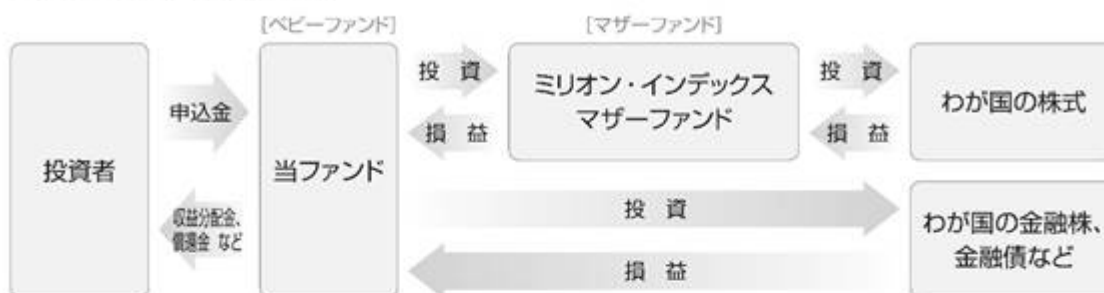 [ベビーファンド]
[マザーファンド]
投資者
申込金
収益分配金、
償還金 など
当ファンド
投 資
損 益
ミリオン・インデックス
マザーファンド
投 資
損 益
わが国の株式
投 資
損 益
わが国の金融株、
金融債など